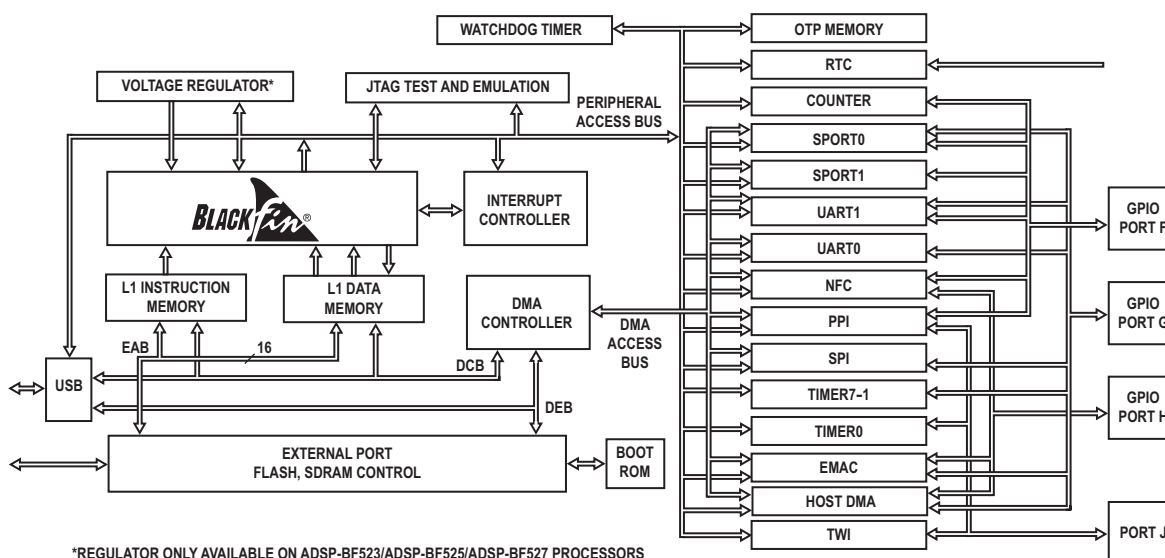 WATCHDOG TIMER
OTP MEMORY
RTC
VOLTAGE REGULATOR*
JTAG TEST AND EMULATION
PERIPHERAL
ACCESS BUS
COUNTER
SPORT0
SPORT1
BLACKfin®
INTERRUPT
CONTROLLER
UART1
GPIO
PORT F
UART0
L1 INSTRUCTION
MEMORY
L1 DATA
MEMORY
DMA
CONTROLLER
NFC
GPIO
PORT G
PPI
DMA
ACCESS
BUS
EAB
16
DCB
SPI
USB
TIMER7-1
GPIO
PORT H
DEB
TIMER0
EXTERNAL PORT
FLASH, SDRAM CONTROL
BOOT
ROM
EMAC
HOST DMA
TWI
PORT J
*REGULATOR ONLY AVAILABLE ON ADSP-BF523/ADSP-BF525/ADSP-BF527 PROCESSORS